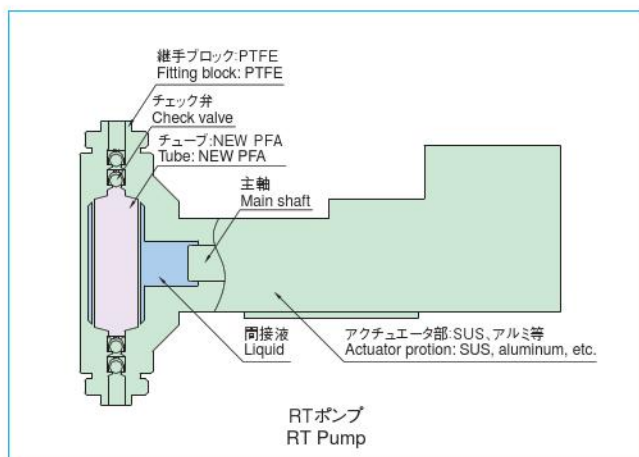 継手ブロック:PTFE
Fitting block: PTFE
チェック弁
Check valve
チューブ:NEW PFA
Tube: NEW PFA
主軸
Main shaft
間接液
Liquid
アクチュエータ部:SUS、アルミ等
Actuator protion: SUS, aluminum, etc.
RTポンプ
RT Pump